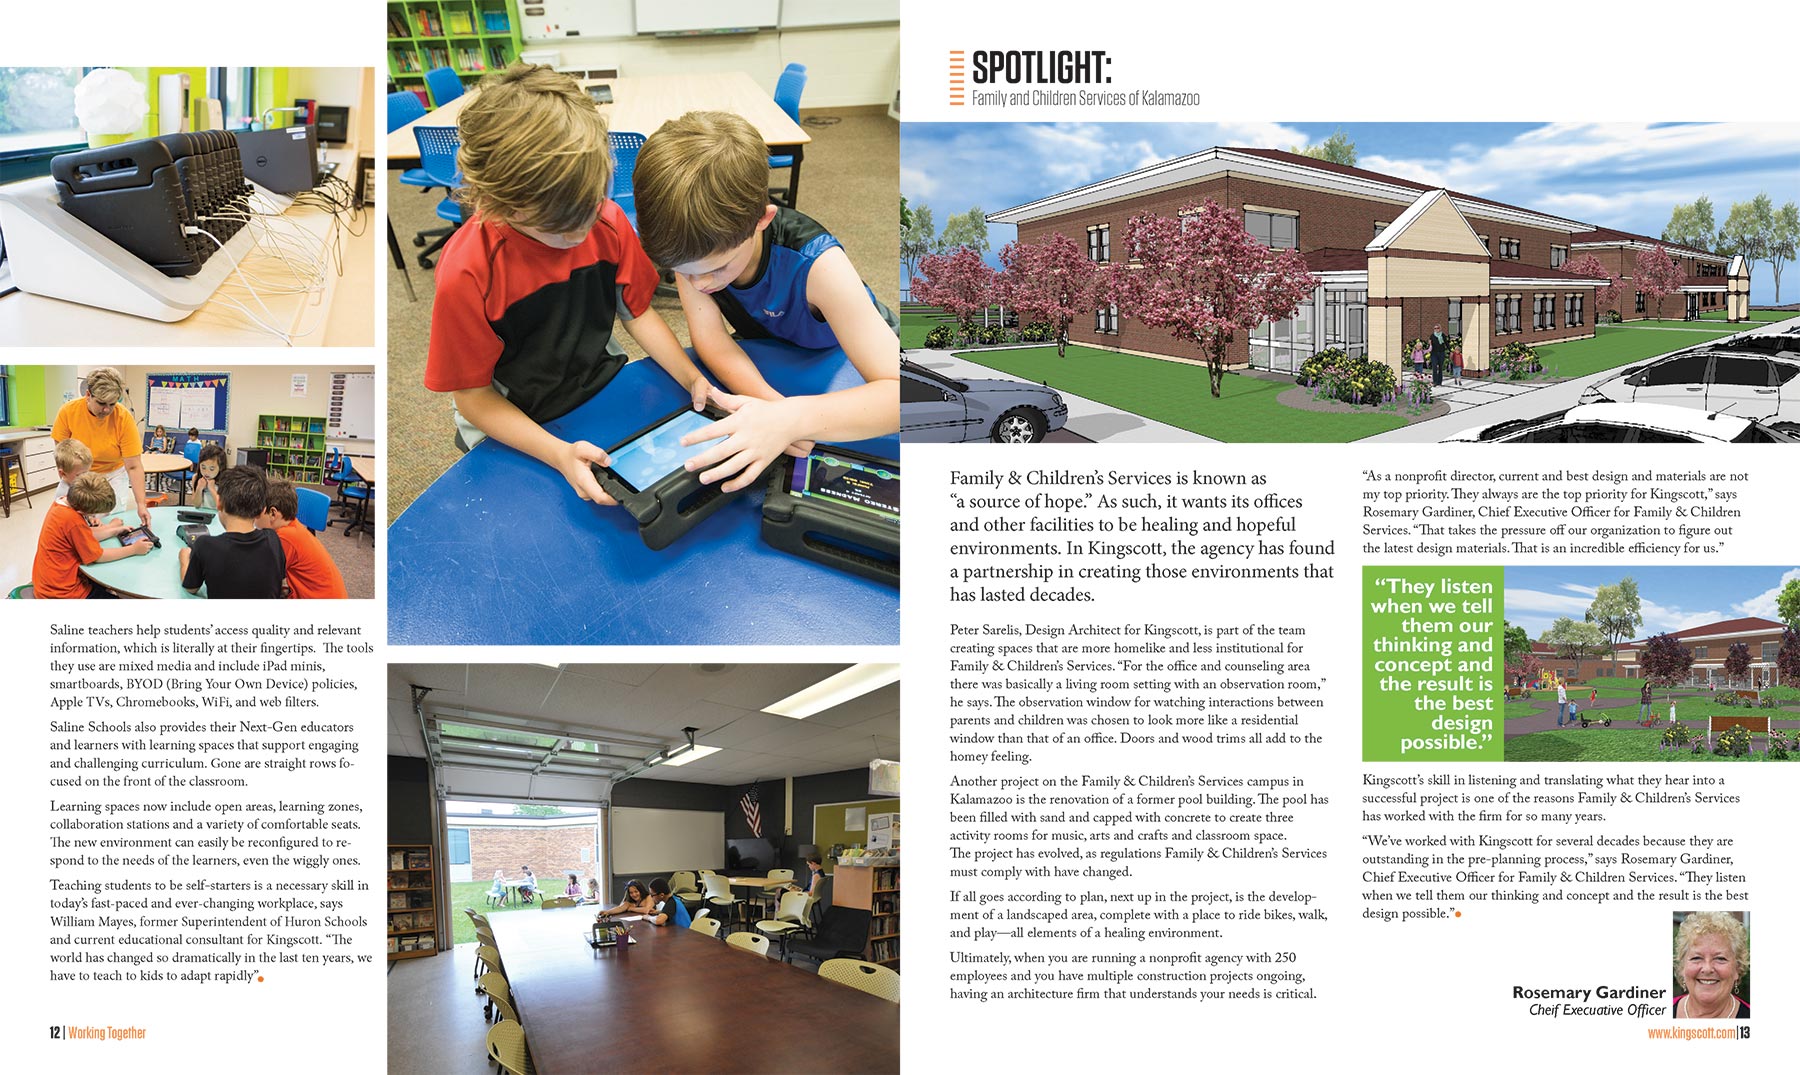 MATH
Saline teachers help students' access quality and relevant
information, which is literally at their fingertips.  The tools
they use are mixed media and include iPad minis,
smartboards, BYOD (Bring Your Own Device) policies,
Apple TVs, Chromebooks, WiFi, and web filters.
Saline Schools also provides their Next-Gen educators
and learners with learning spaces that support engaging
and challenging curriculum. Gone are straight rows fo-
cused on the front of the classroom.
Learning spaces now include open areas, learning zones,
collaboration stations and a variety of comfortable seats.
The new environment can easily be reconfigured to re-
spond to the needs of the learners, even the wiggly ones.
Teaching students to be self-starters is a necessary skill in
today's fast-paced and ever-changing workplace, says
William Mayes, former Superintendent of Huron Schools
and current educational consultant for Kingscott. “The
world has changed so dramatically in the last ten years, we
have to teach to kids to adapt rapidly”
12 | Working Together
FILA
STEREO MADNESS
SPOTLIGHT:
Family and Children Services of Kalamazoo
Family & Children's Services is known as
“a source of hope.” As such, it wants its offices
and other facilities to be healing and hopeful
environments. In Kingscott, the agency has found
a partnership in creating those environments that
has lasted decades.
Peter Sarelis, Design Architect for Kingscott, is part of the team
creating spaces that are more homelike and less institutional for
Family & Children's Services. “For the office and counseling area
there was basically a living room setting with an observation room,”
he says. The observation window for watching interactions between
parents and children was chosen to look more like a residential
window than that of an office. Doors and wood trims all add to the
homey feeling.
Another project on the Family & Children's Services campus in
Kalamazoo is the renovation of a former pool building. The pool has
been filled with sand and capped with concrete to create three
activity rooms for music, arts and crafts and classroom space.
The project has evolved, as regulations Family & Children's Services
must comply with have changed.
If all goes according to plan, next up in the project, is the develop-
ment of a landscaped area, complete with a place to ride bikes, walk,
and play—all elements of a healing environment.
Ultimately, when you are running a nonprofit agency with 250
employees and you have multiple construction projects ongoing,
having an architecture firm that understands your needs is critical.
“As a nonprofit director, current and best design and materials are not
my top priority. They always are the top priority for Kingscott,” says
Rosemary Gardiner, Chief Executive Officer for Family & Children
Services. “That takes the pressure off our organization to figure out
the latest design materials. That is an incredible efficiency for us.”
“They listen
when we tell
them our
thinking and
concept and
the result is
the best
design
possible.”
Kingscott's skill in listening and translating what they hear into a
successful project is one of the reasons Family & Children's Services
has worked with the firm for so many years.
“We've worked with Kingscott for several decades because they are
outstanding in the pre-planning process,” says Rosemary Gardiner,
Chief Executive Officer for Family & Children Services. “They listen
when we tell them our thinking and concept and the result is the best
design possible.”
Rosemary Gardiner
Cheif Execuative Officer
www.kingscott.com|13